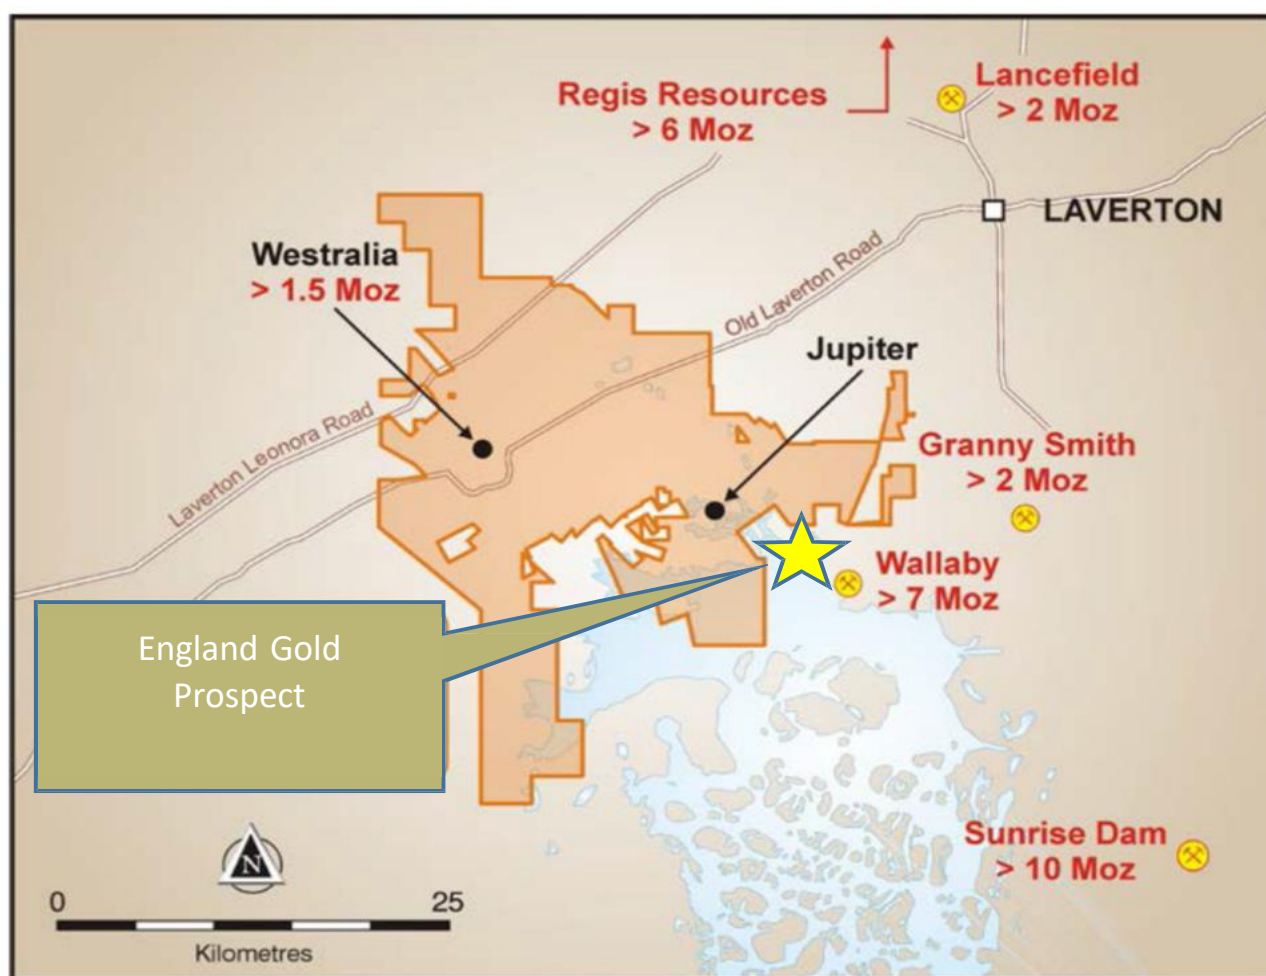 Regis Resources
> 6 Moz
Lancefield
> 2 Moz
LAVERTON
Westralia
> 1.5 Moz
Old Laverton Road
Jupiter
Laverton Leonora Road
Granny Smith
> 2 Moz
Wallaby
> 7 Moz
England Gold
Prospect
Sunrise Dam
> 10 Moz
N
0 25
Kilometres